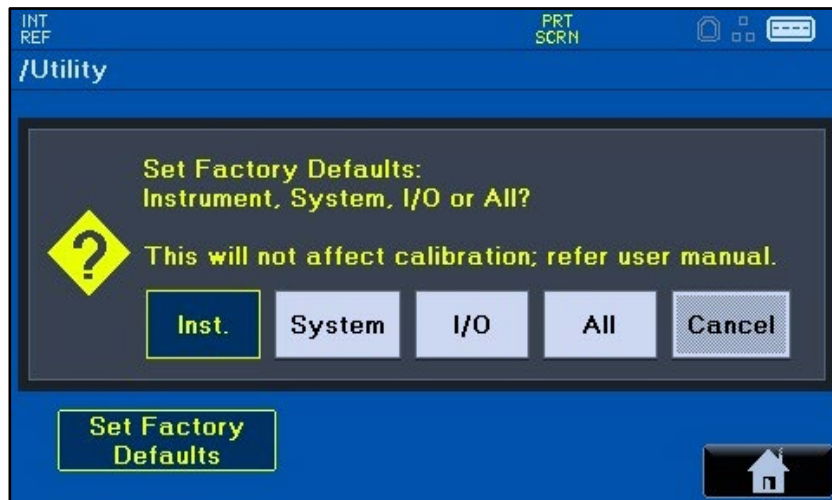 INT
REF
PRT
SCRN
/Utility
Set Factory Defaults:
Instrument, System, I/O or All?
This will not affect calibration; refer user manual.
Inst.
System
I/O
All
Cancel
Set Factory
Defaults